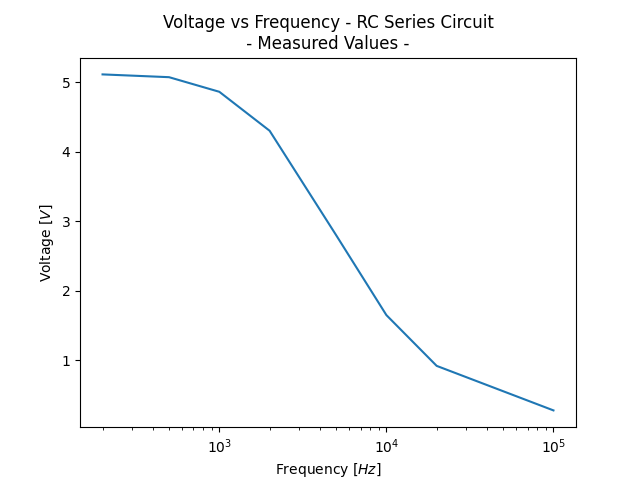 Voltage vs Frequency - RC Series Circuit
- Measured Values -
5
4
3
2
1
Voltage [V]
10³
10⁴
10⁵
Frequency [Hz]